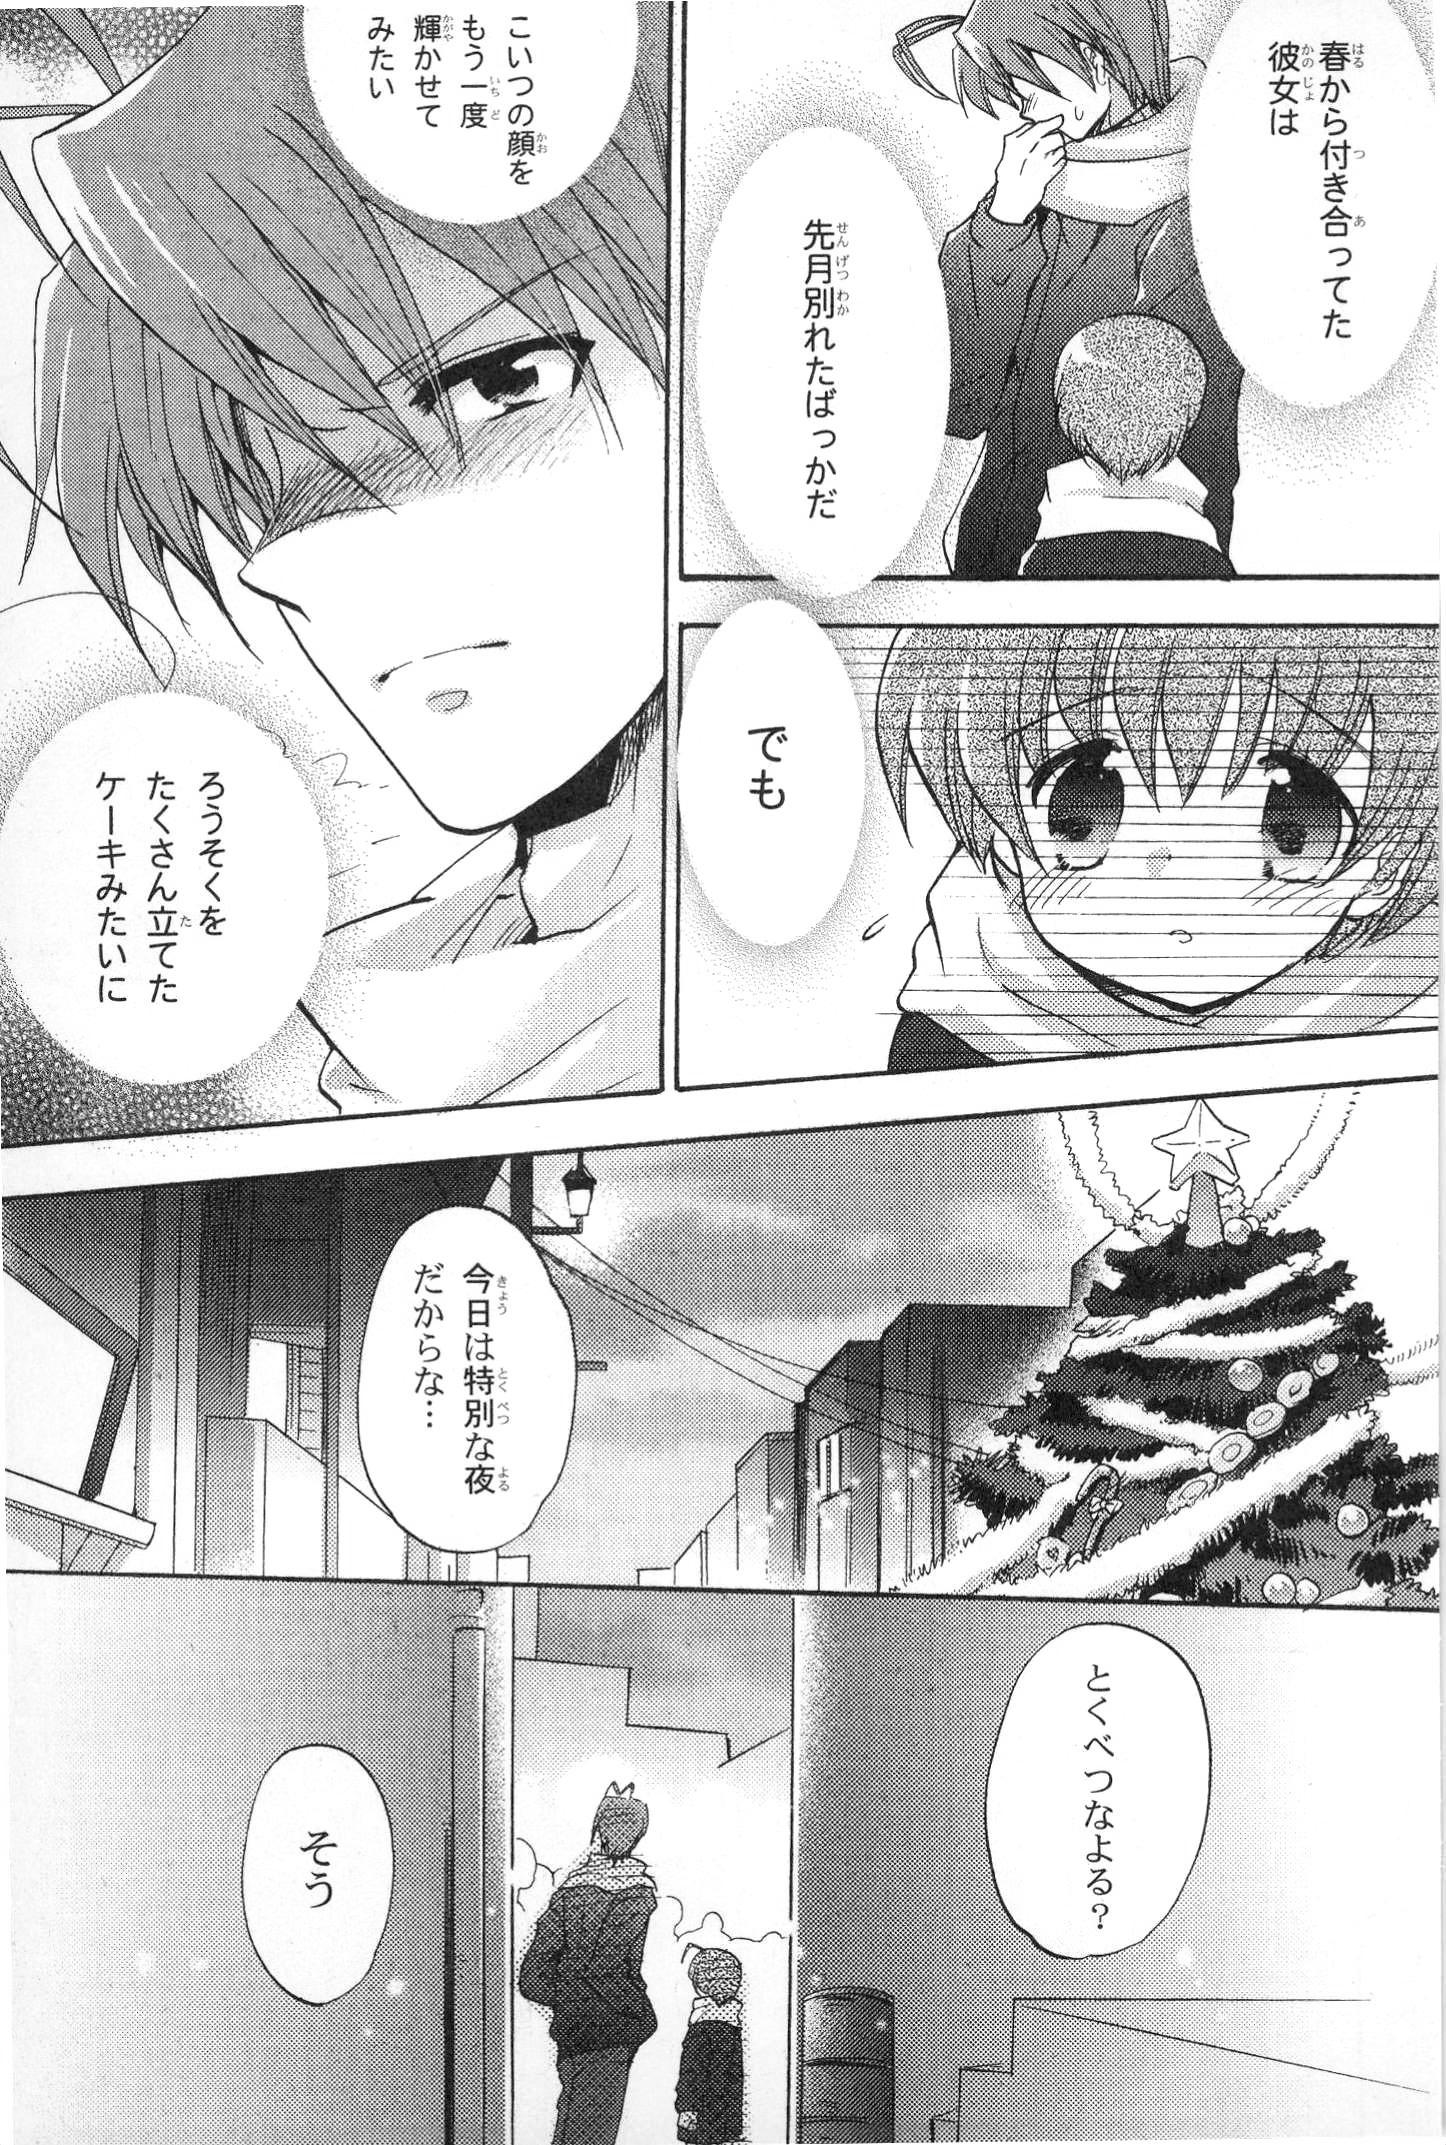 春から付き合ってた
彼女は
先月別れたばっかだ
でも
こいつの顔を
もう一度
輝かせて
みたい
ろうそくを
たくさん立てた
ケーキみたいに
今日は特別な夜
だからな…
とくべつなよる?
そう